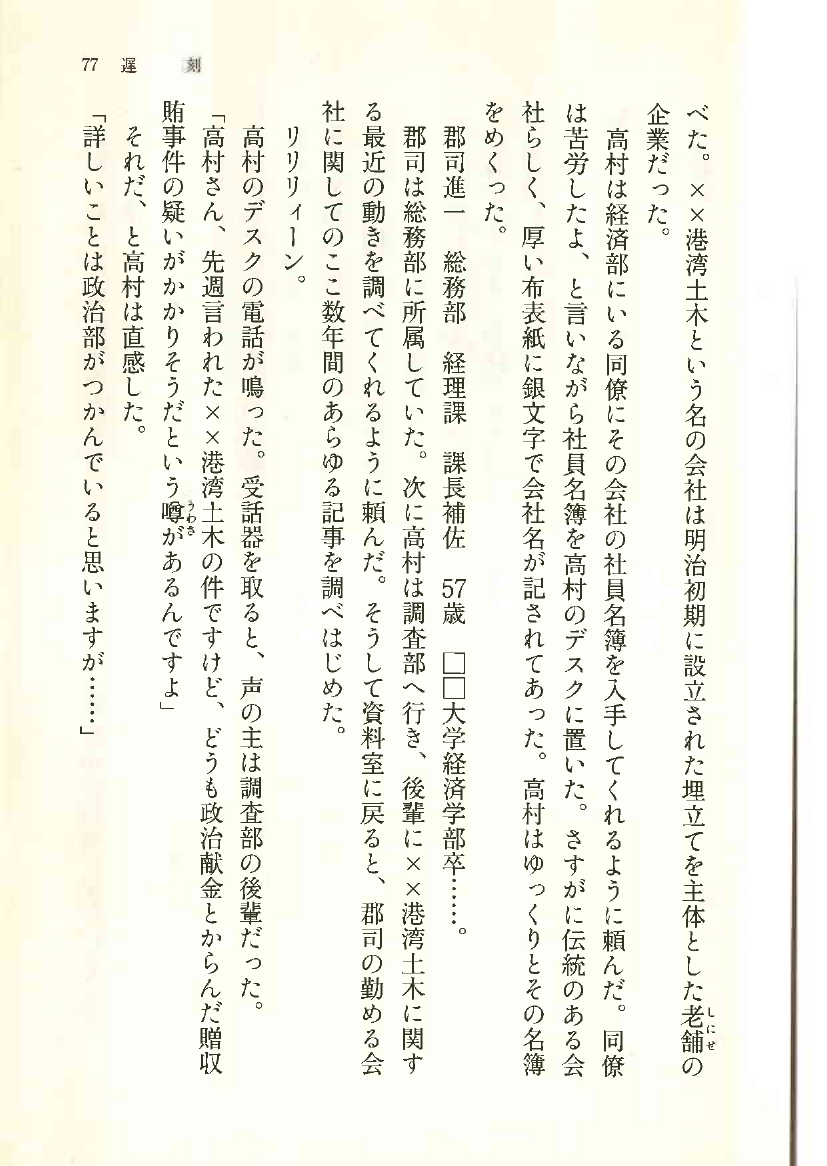 77 遅刻
べた。××港湾土木という名の会社は明治初期に設立された埋立てを主体とした老舗の
企業だった。
高村は経済部にいる同僚にその会社の社員名簿を入手してくれるように頼んだ。同僚
は苦労したよ、と言いながら社員名簿を高村のデスクに置いた。さすがに伝統のある会
社らしく、厚い布表紙に銀文字で会社名が記されてあった。高村はゆっくりとその名簿
をめくった。
郡司進一 総務部 経理課 課長補佐 57歳 □□大学経済学部卒……。
郡司は総務部に所属していた。次に高村は調査部へ行き、後輩に××港湾土木に関す
る最近の動きを調べてくれるように頼んだ。そうして資料室に戻ると、郡司の勤める会
社に関してのここ数年間のあらゆる記事を調べはじめた。
リリリィーン。
高村のデスクの電話が鳴った。受話器を取ると、声の主は調査部の後輩だった。
「高村さん、先週言われた××港湾土木の件ですけど、どうも政治献金とからんだ贈収
賄事件の疑いがかかりそうだという噂があるんですよ」
それだ、と高村は直感した。
「詳しいことは政治部がつかんでいると思いますが……」
しにせ
うわさ